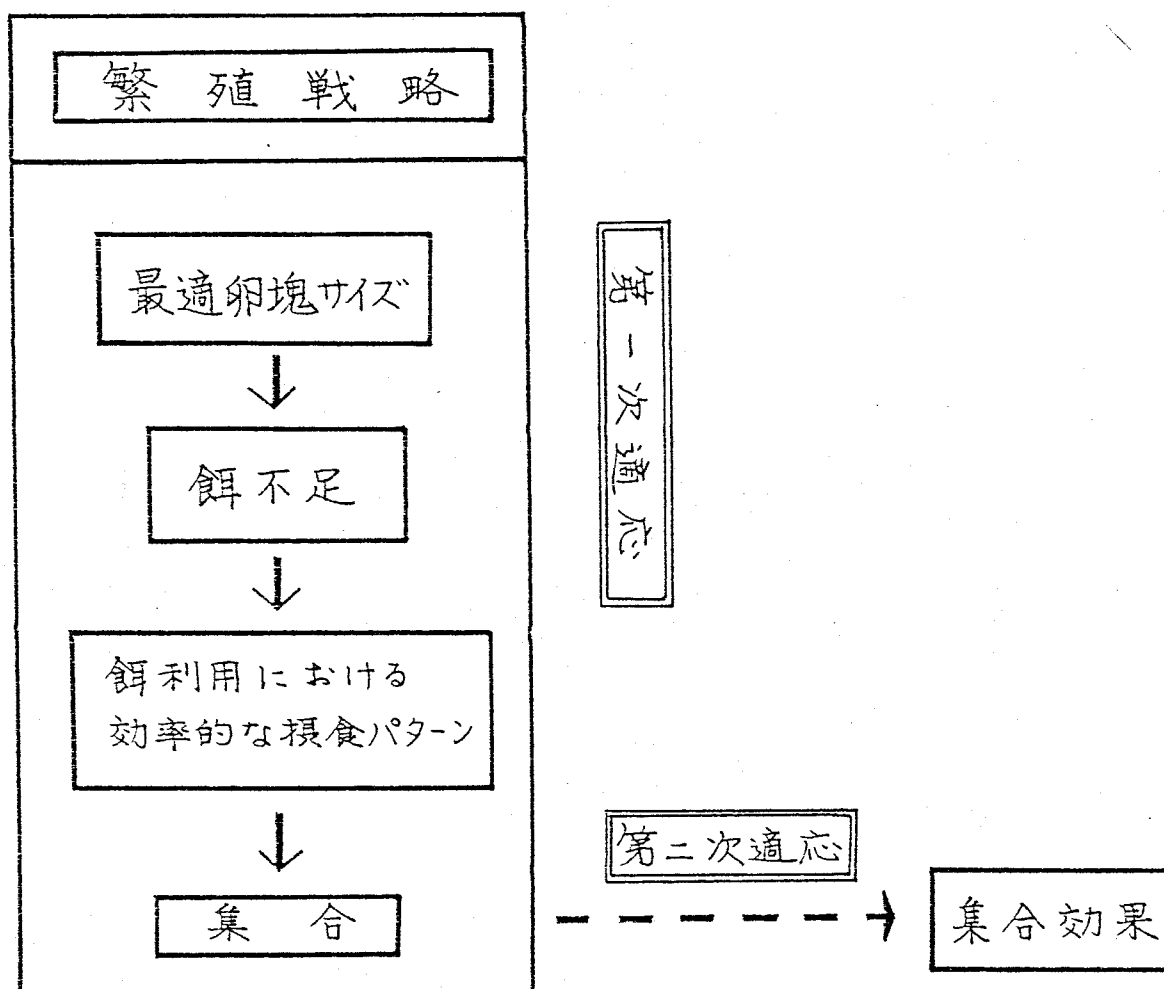 繁殖戦略
最適卵塊サイズ
餌不足
餌利用における
効率的な摂食パターン
集合
第一次適応
第二次適応
集合効果